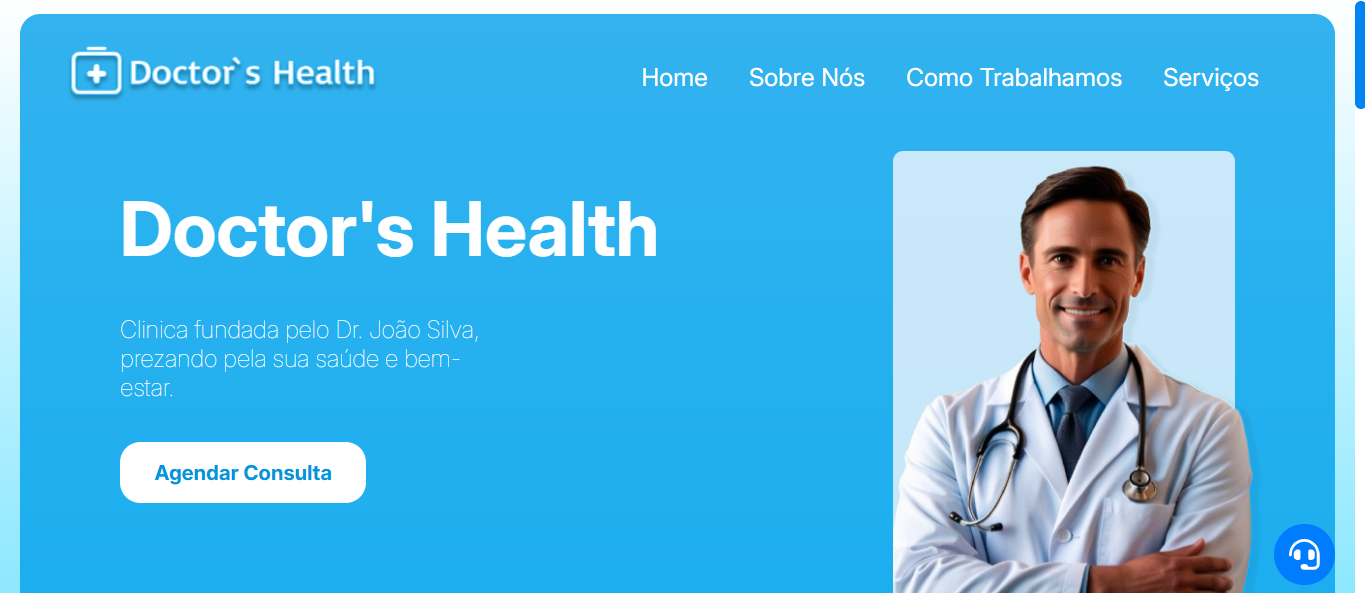 Doctor`s Health
Home Sobre Nós Como Trabalhamos Serviços
Doctor's Health
Clinica fundada pelo Dr. João Silva,
prezando pela sua saúde e bem-
estar.
Agendar Consulta